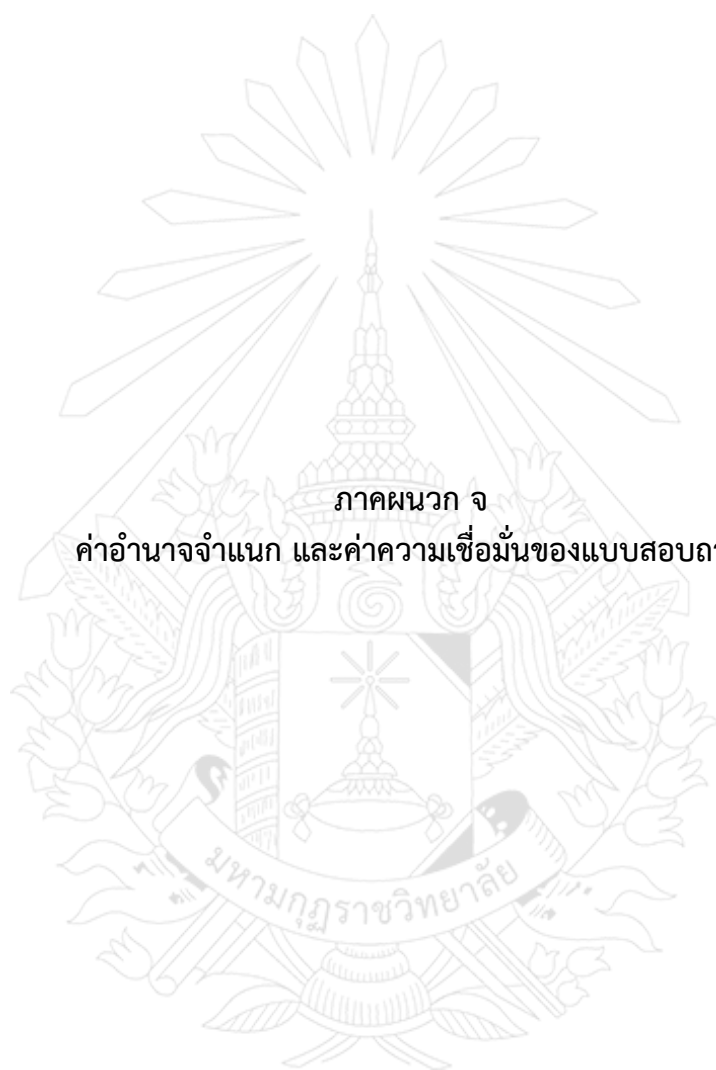 ภาคผนวก จ
ค่าอำนาจจำแนก และค่าความเชื่อมั่นของแบบสอบถ
มหามกุฏราชวิทยาลัย